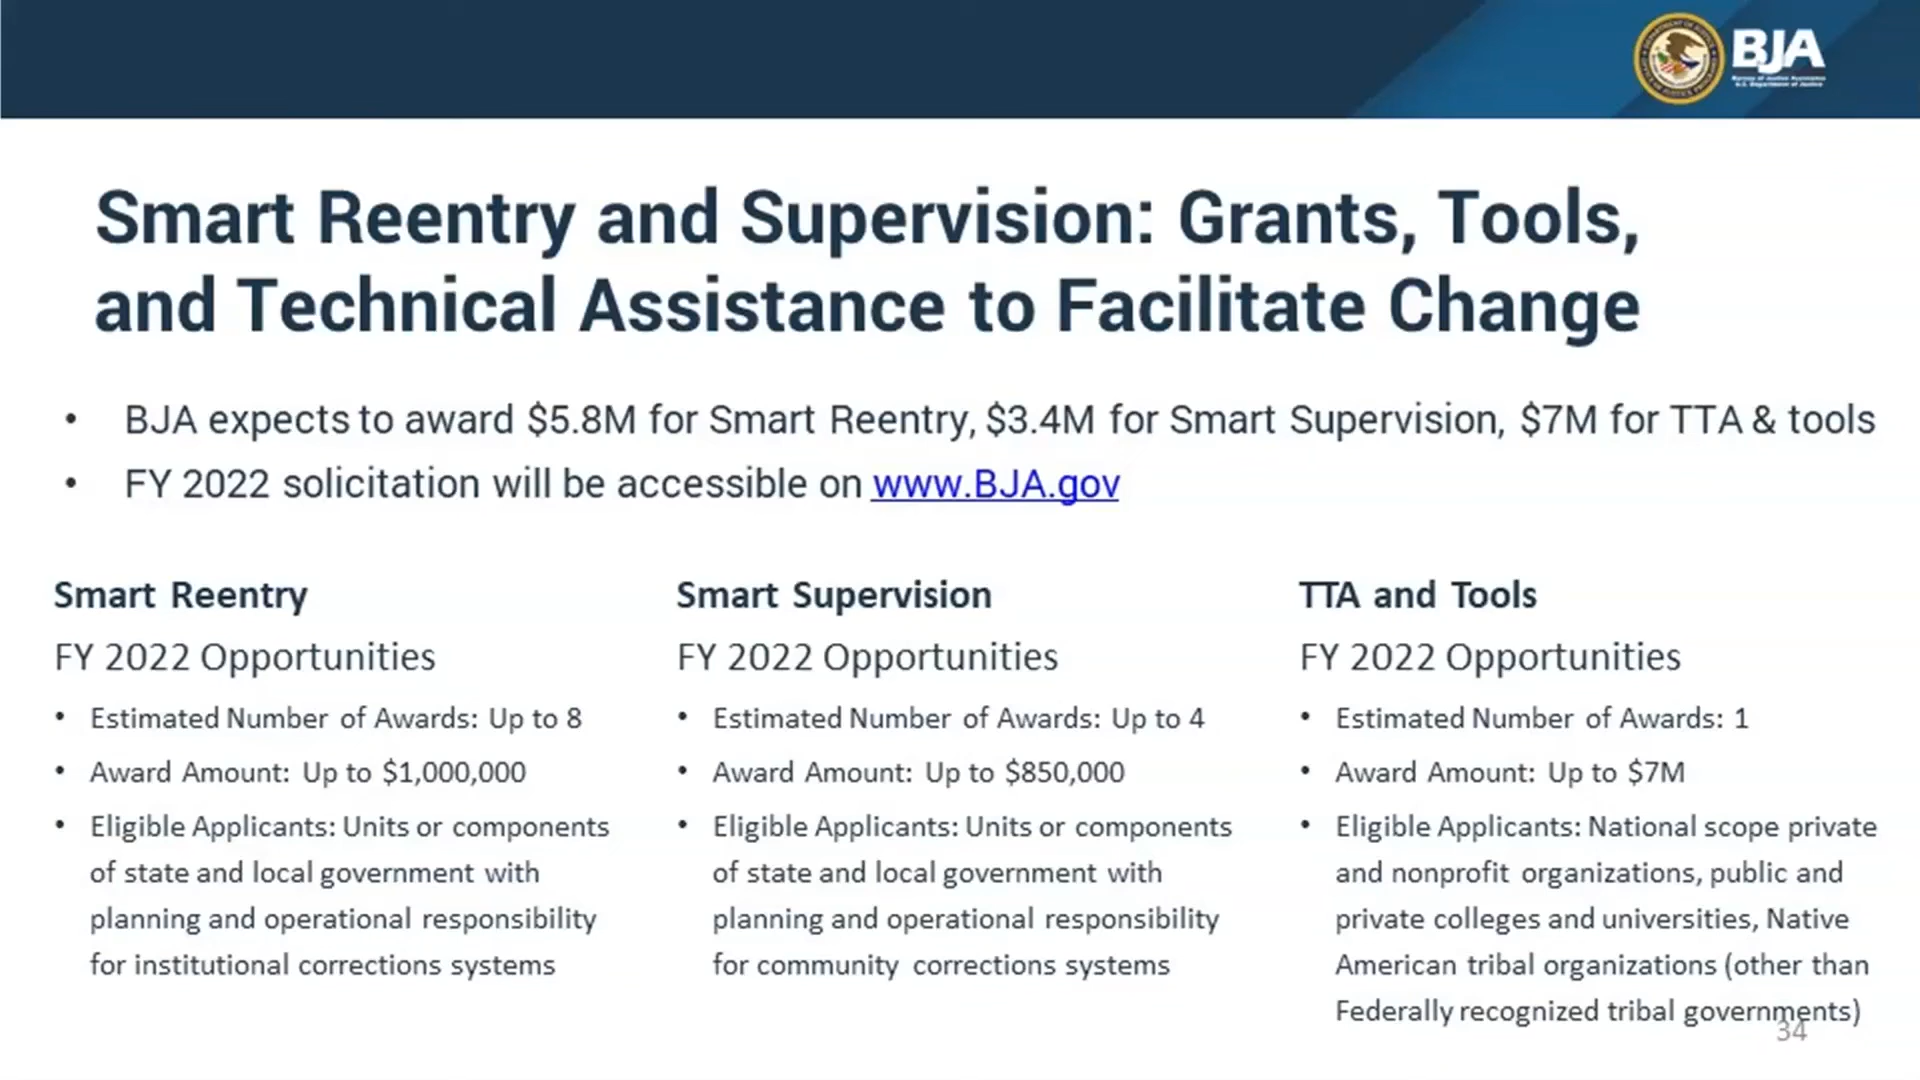 BJA
Bureau of Justice Assistance
U.S. Department of Justice
Smart Reentry and Supervision: Grants, Tools,
and Technical Assistance to Facilitate Change
• BJA expects to award $5.8M for Smart Reentry, $3.4M for Smart Supervision, $7M for TTA & tools
• FY 2022 solicitation will be accessible on www.BJA.gov
Smart Reentry
FY 2022 Opportunities
• Estimated Number of Awards: Up to 8
• Award Amount: Up to $1,000,000
• Eligible Applicants: Units or components
of state and local government with
planning and operational responsibility
for institutional corrections systems
Smart Supervision
FY 2022 Opportunities
• Estimated Number of Awards: Up to 4
• Award Amount: Up to $850,000
• Eligible Applicants: Units or components
of state and local government with
planning and operational responsibility
for community corrections systems
TTA and Tools
FY 2022 Opportunities
• Estimated Number of Awards: 1
• Award Amount: Up to $7M
• Eligible Applicants: National scope private
and nonprofit organizations, public and
private colleges and universities, Native
American tribal organizations (other than
Federally recognized tribal governments)
34